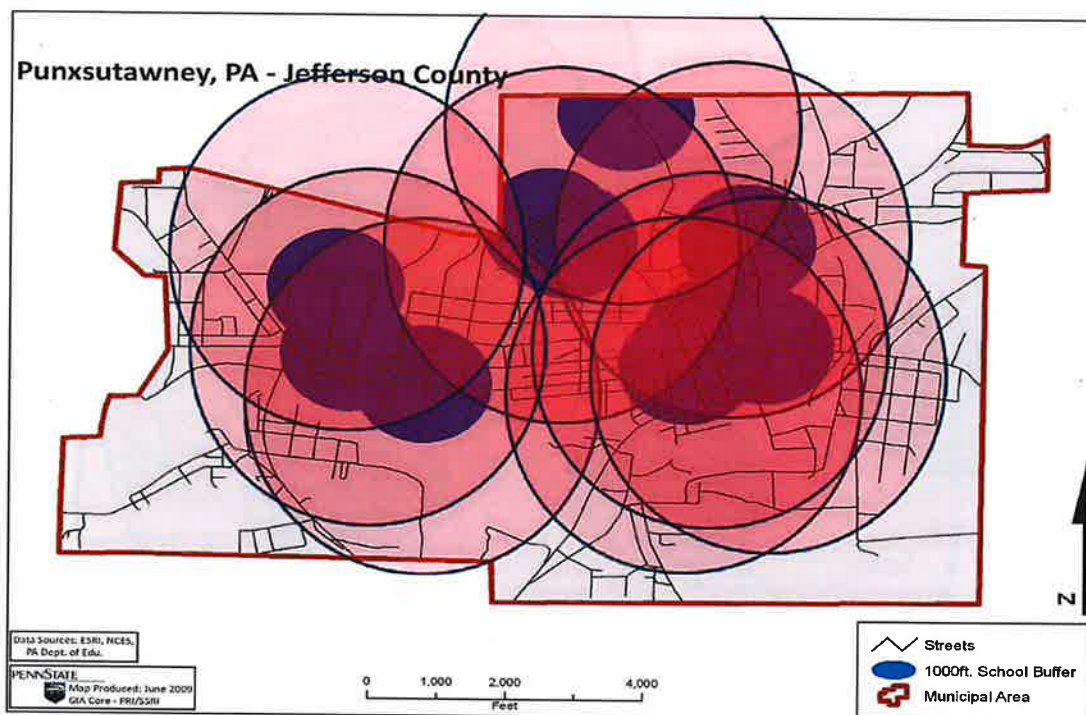 Punxsutawney, PA - Jefferson County
N
Data Sources: ESRI, NCES,
PA Dept. of Edu.
PENNSTATE
Map Produced: June 2009
GIA Core - PRI/SSRI
0 1,000 2,000 4,000
Feet
Streets
1000ft. School Buffer
Municipal Area